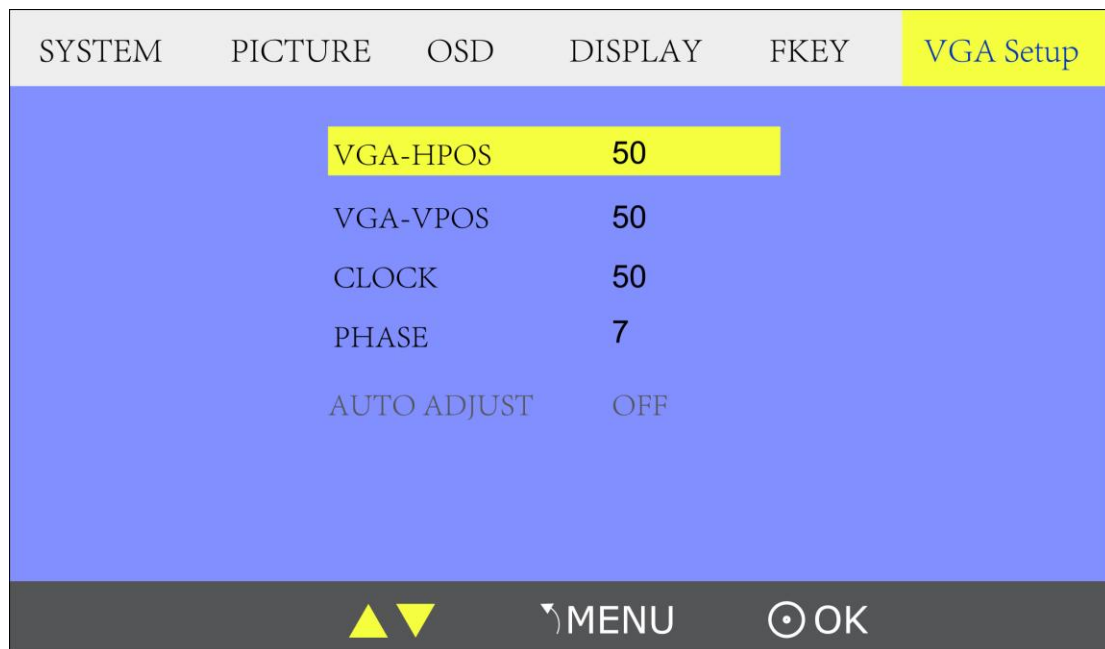 SYSTEM PICTURE OSD DISPLAY FKEY VGA Setup
VGA-HPOS 50
VGA-VPOS 50
CLOCK 50
PHASE 7
AUTO ADJUST OFF
MENU OK